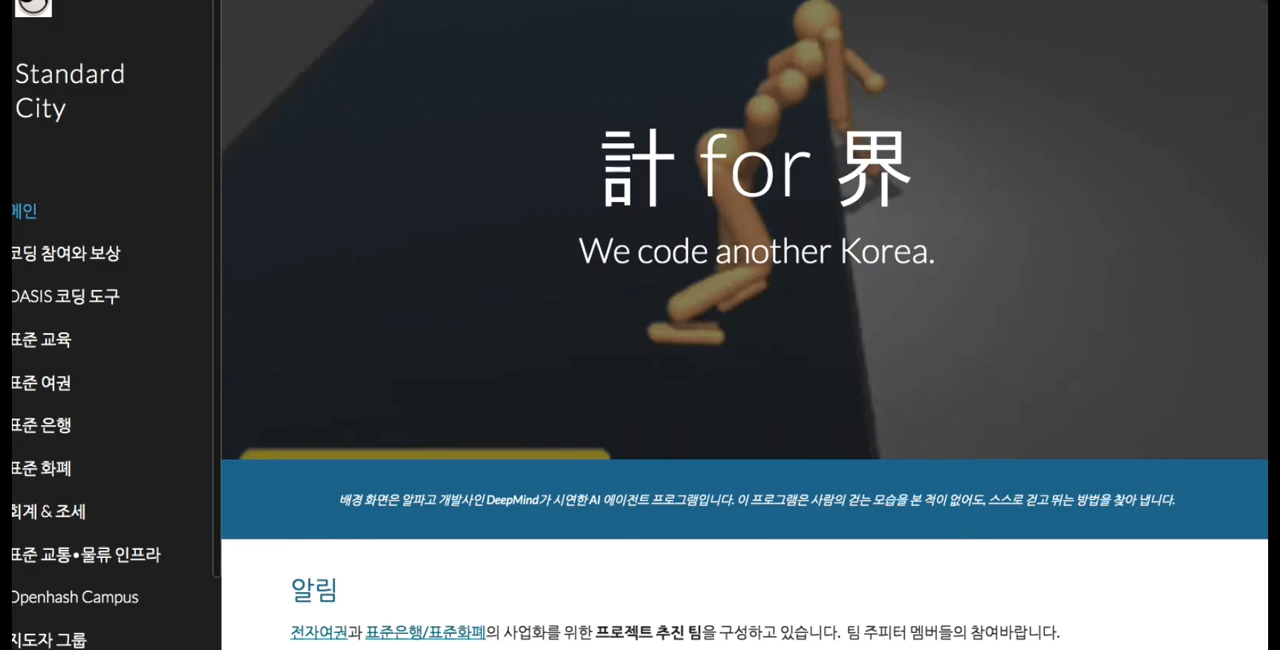 Standard
City
메인
코딩 참여와 보상
OASIS 코딩 도구
표준 교육
표준 여권
표준 은행
표준 화폐
회계 & 조세
표준 교통•물류 인프라
Openhash Campus
지도자 그룹
計 for 界
We code another Korea.
배경 화면은 알파고 개발사인 DeepMind가 시연한 AI 에이전트 프로그램입니다. 이 프로그램은 사람의 걷는 모습을 본 적이 없어도, 스스로 걷고 뛰는 방법을 찾아 냅니다.
알림
전자여권과 표준은행/표준화폐의 사업화를 위한 프로젝트 추진 팀을 구성하고 있습니다. 팀 주피터 멤버들의 참여바랍니다.